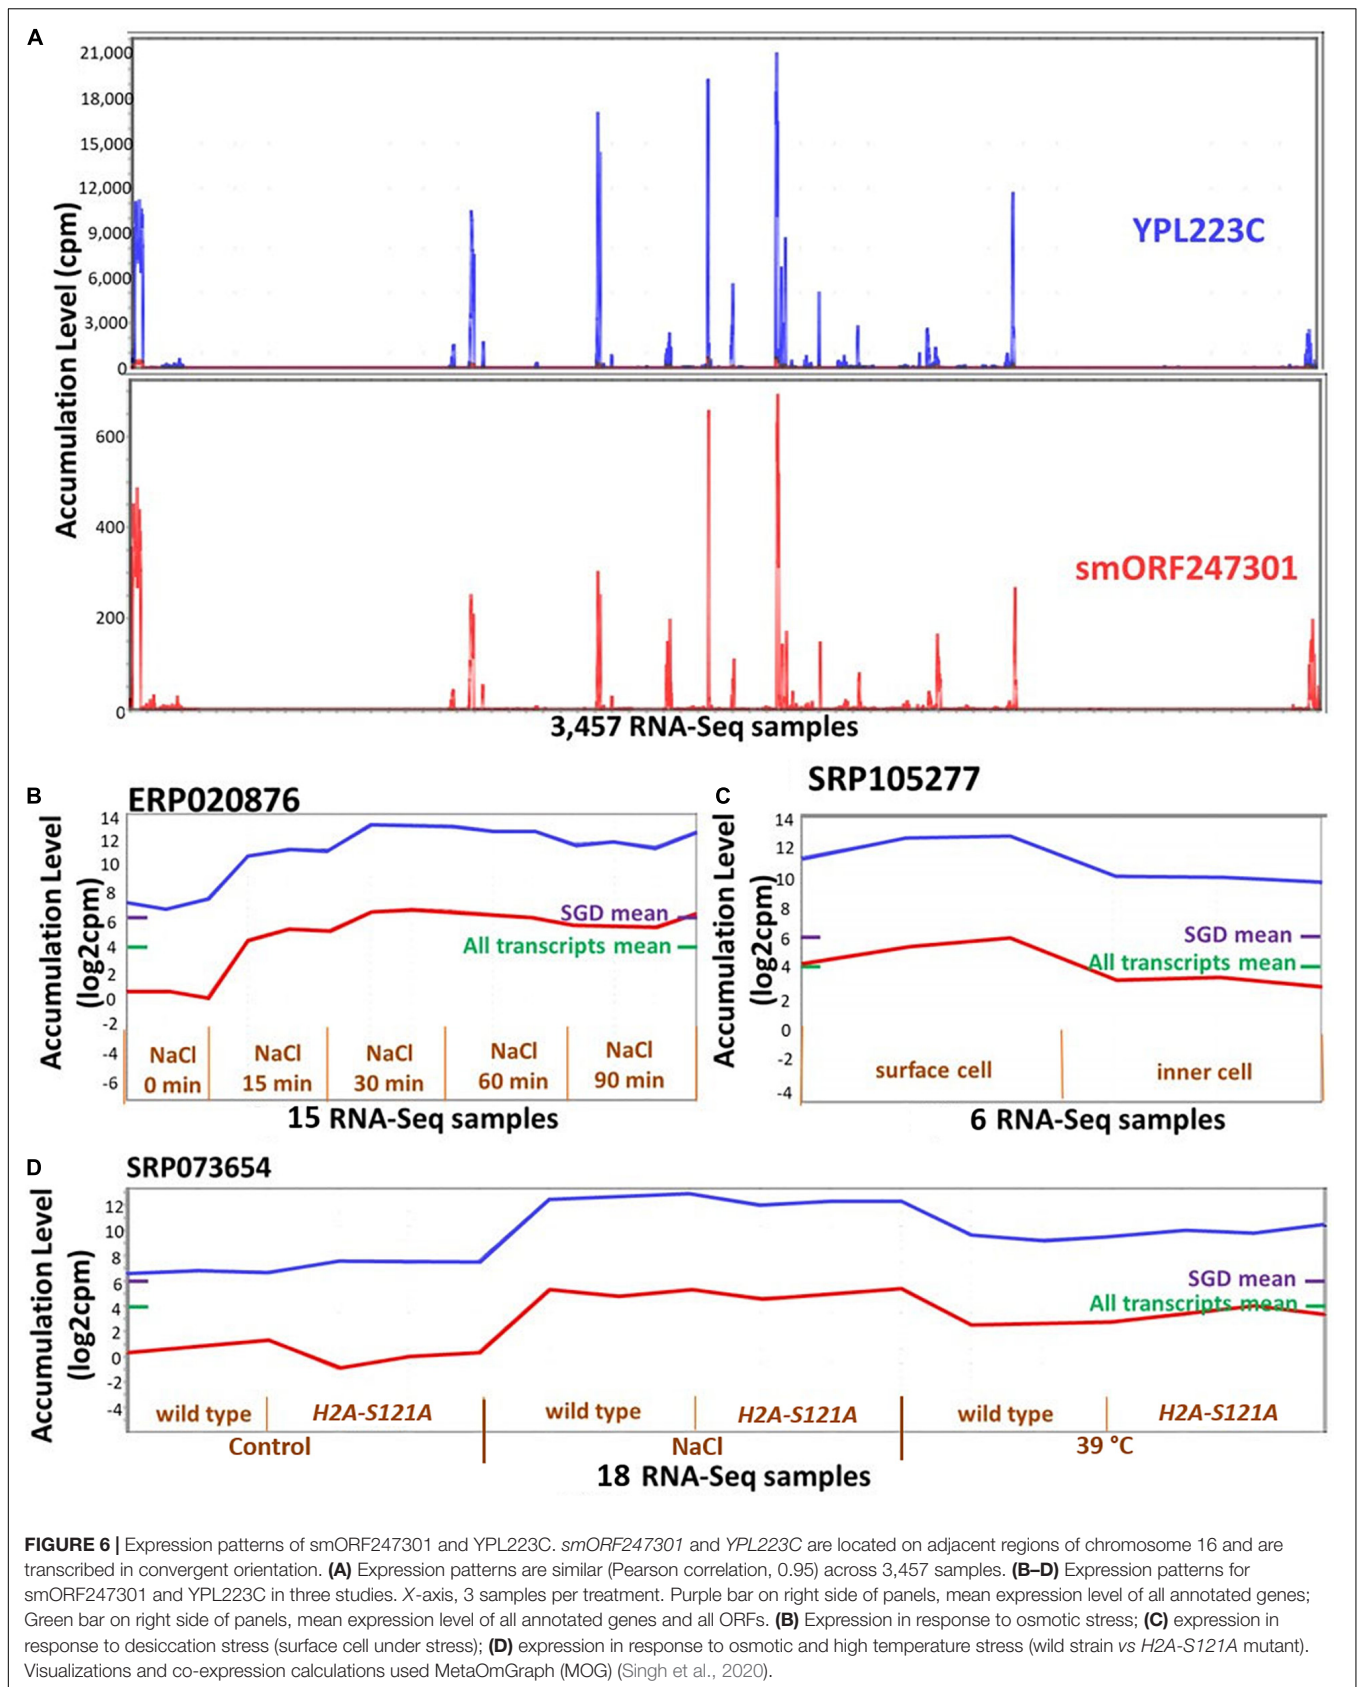 A
Accumulation Level (cpm)
21,000
18,000
15,000
12,000
9,000
6,000
3,000
0
YPL223C
600
400
200
0
smORF247301
3,457 RNA-Seq samples
B
ERP020876
Accumulation Level
(log2cpm)
14
12
10
8
6
4
2
0
-2
-4
-6
SGD mean
All transcripts mean
NaCl
0 min
NaCl
15 min
NaCl
30 min
NaCl
60 min
NaCl
90 min
15 RNA-Seq samples
C
SRP105277
Accumulation Level
(log2cpm)
14
12
10
8
6
4
2
0
-2
-4
SGD mean
All transcripts mean
surface cell
inner cell
6 RNA-Seq samples
D
SRP073654
Accumulation Level
(log2cpm)
12
10
8
6
4
2
0
-2
-4
SGD mean
All transcripts mean
wild type
H2A-S121A
wild type
H2A-S121A
wild type
H2A-S121A
Control
NaCl
39 °C
18 RNA-Seq samples
FIGURE 6 | Expression patterns of smORF247301 and YPL223C. smORF247301 and YPL223C are located on adjacent regions of chromosome 16 and are
transcribed in convergent orientation. (A) Expression patterns are similar (Pearson correlation, 0.95) across 3,457 samples. (B–D) Expression patterns for
smORF247301 and YPL223C in three studies. X-axis, 3 samples per treatment. Purple bar on right side of panels, mean expression level of all annotated genes;
Green bar on right side of panels, mean expression level of all annotated genes and all ORFs. (B) Expression in response to osmotic stress; (C) expression in
response to desiccation stress (surface cell under stress); (D) expression in response to osmotic and high temperature stress (wild strain vs H2A-S121A mutant).
Visualizations and co-expression calculations used MetaOmGraph (MOG) (Singh et al., 2020).